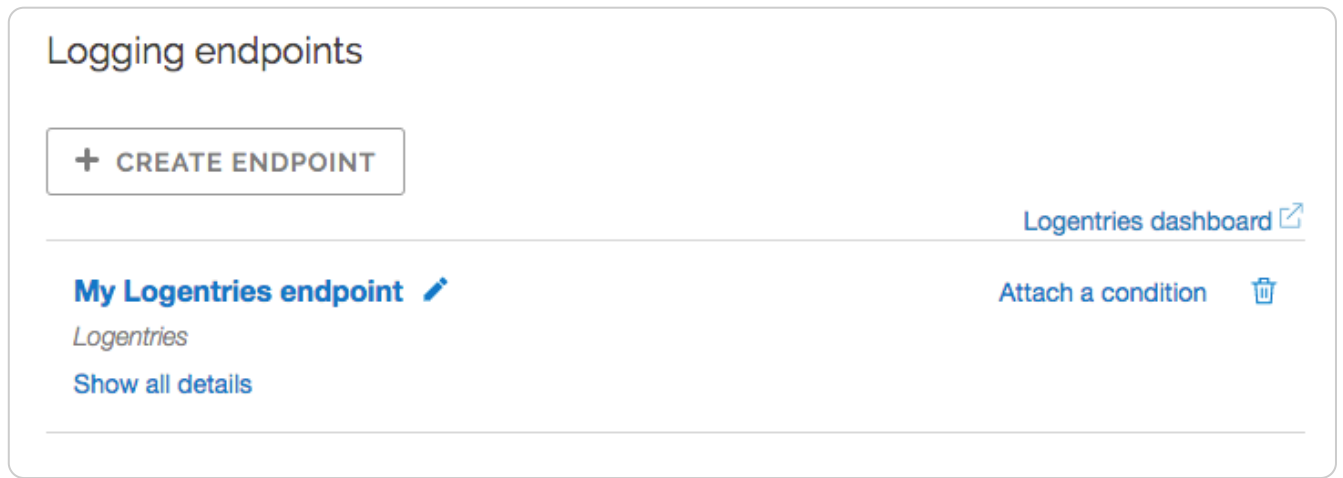 Logging endpoints
+ CREATE ENDPOINT
Logentries dashboard
My Logentries endpoint
Attach a condition
Logentries
Show all details